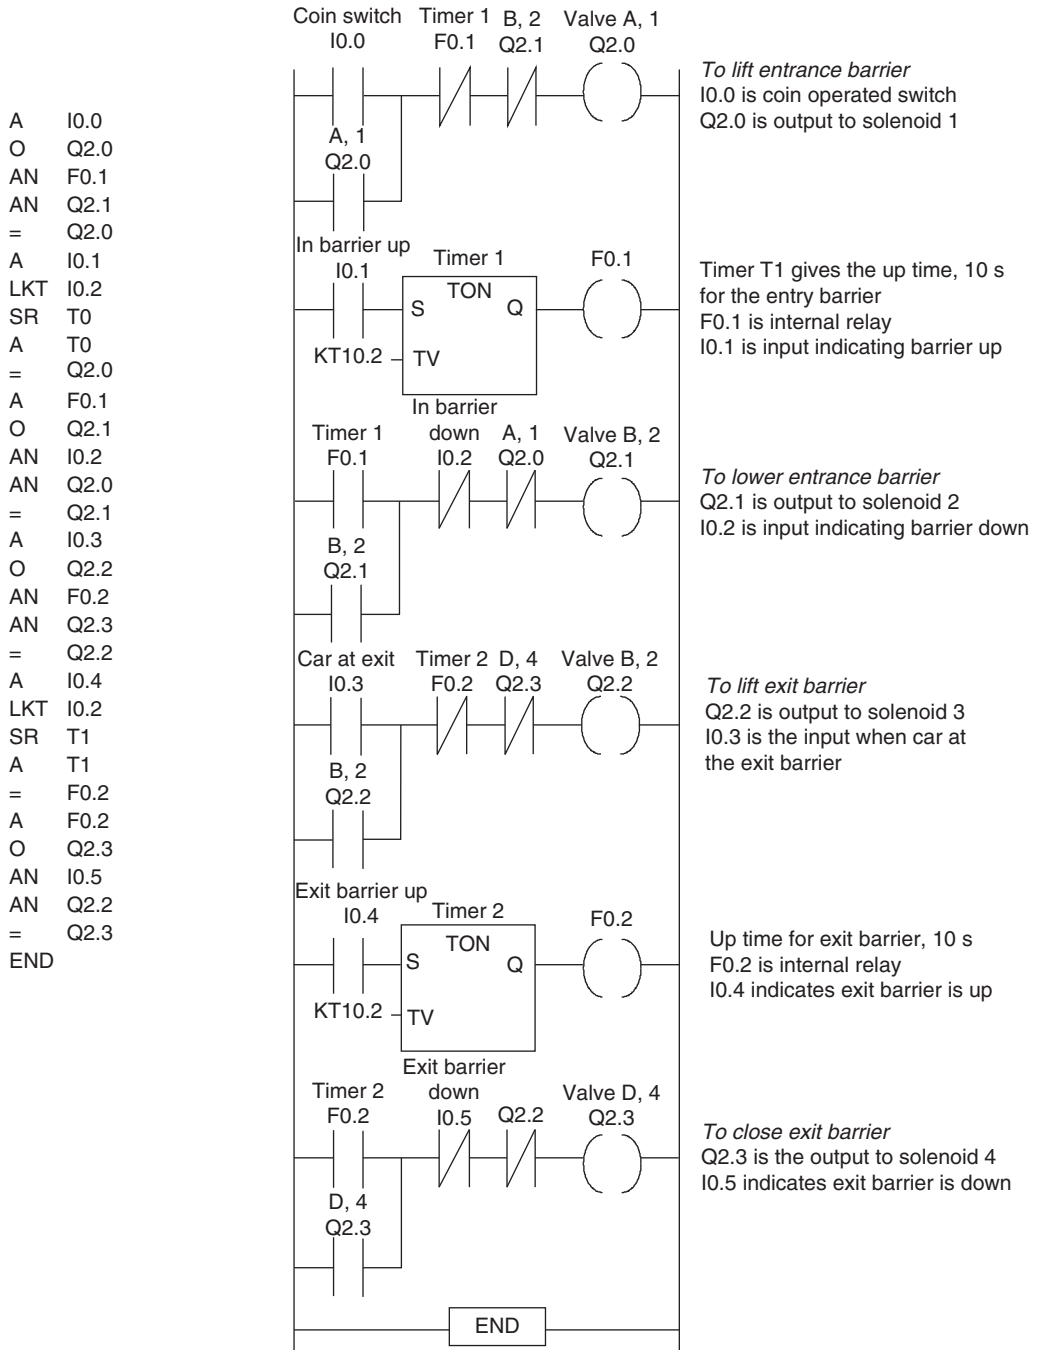 A I0.0
O Q2.0
AN F0.1
AN Q2.1
= Q2.0
A I0.1
LKT I0.2
SR T0
A T0
= Q2.0
A F0.1
O Q2.1
AN I0.2
AN Q2.0
= Q2.1
A I0.3
O Q2.2
AN F0.2
AN Q2.3
= Q2.2
A I0.4
LKT I0.2
SR T1
A T1
= F0.2
A F0.2
O Q2.3
AN I0.5
AN Q2.2
= Q2.3
END
Coin switch Timer 1 B, 2 Valve A, 1
I0.0 F0.1 Q2.1 Q2.0
A, 1
Q2.0
To lift entrance barrier
I0.0 is coin operated switch
Q2.0 is output to solenoid 1
In barrier up Timer 1 F0.1
I0.1 TON
S Q
KT10.2 TV
Timer T1 gives the up time, 10 s
for the entry barrier
F0.1 is internal relay
I0.1 is input indicating barrier up
In barrier
Timer 1 down A, 1 Valve B, 2
F0.1 I0.2 Q2.0 Q2.1
B, 2
Q2.1
To lower entrance barrier
Q2.1 is output to solenoid 2
I0.2 is input indicating barrier down
Car at exit Timer 2 D, 4 Valve B, 2
I0.3 F0.2 Q2.3 Q2.2
B, 2
Q2.2
To lift exit barrier
Q2.2 is output to solenoid 3
I0.3 is the input when car at
the exit barrier
Exit barrier up Timer 2 F0.2
I0.4 TON
S Q
KT10.2 TV
Up time for exit barrier, 10 s
F0.2 is internal relay
I0.4 indicates exit barrier is up
Exit barrier
Timer 2 down Valve D, 4
F0.2 I0.5 Q2.2 Q2.3
D, 4
Q2.3
To close exit barrier
Q2.3 is the output to solenoid 4
I0.5 indicates exit barrier is down
END